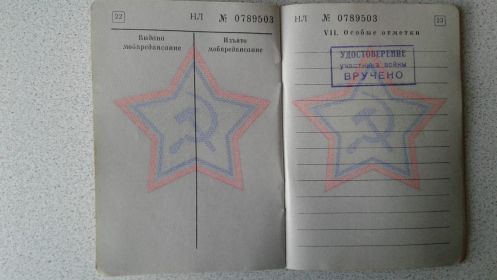 22
НЛ № 0789503
Выдано
мобпредписание
Изъято
мобпредписание
НЛ № 0789503
23
VII. Особые отметки
УДОСТОВЕРЕНИЕ
участника войны
ВРУЧЕНО